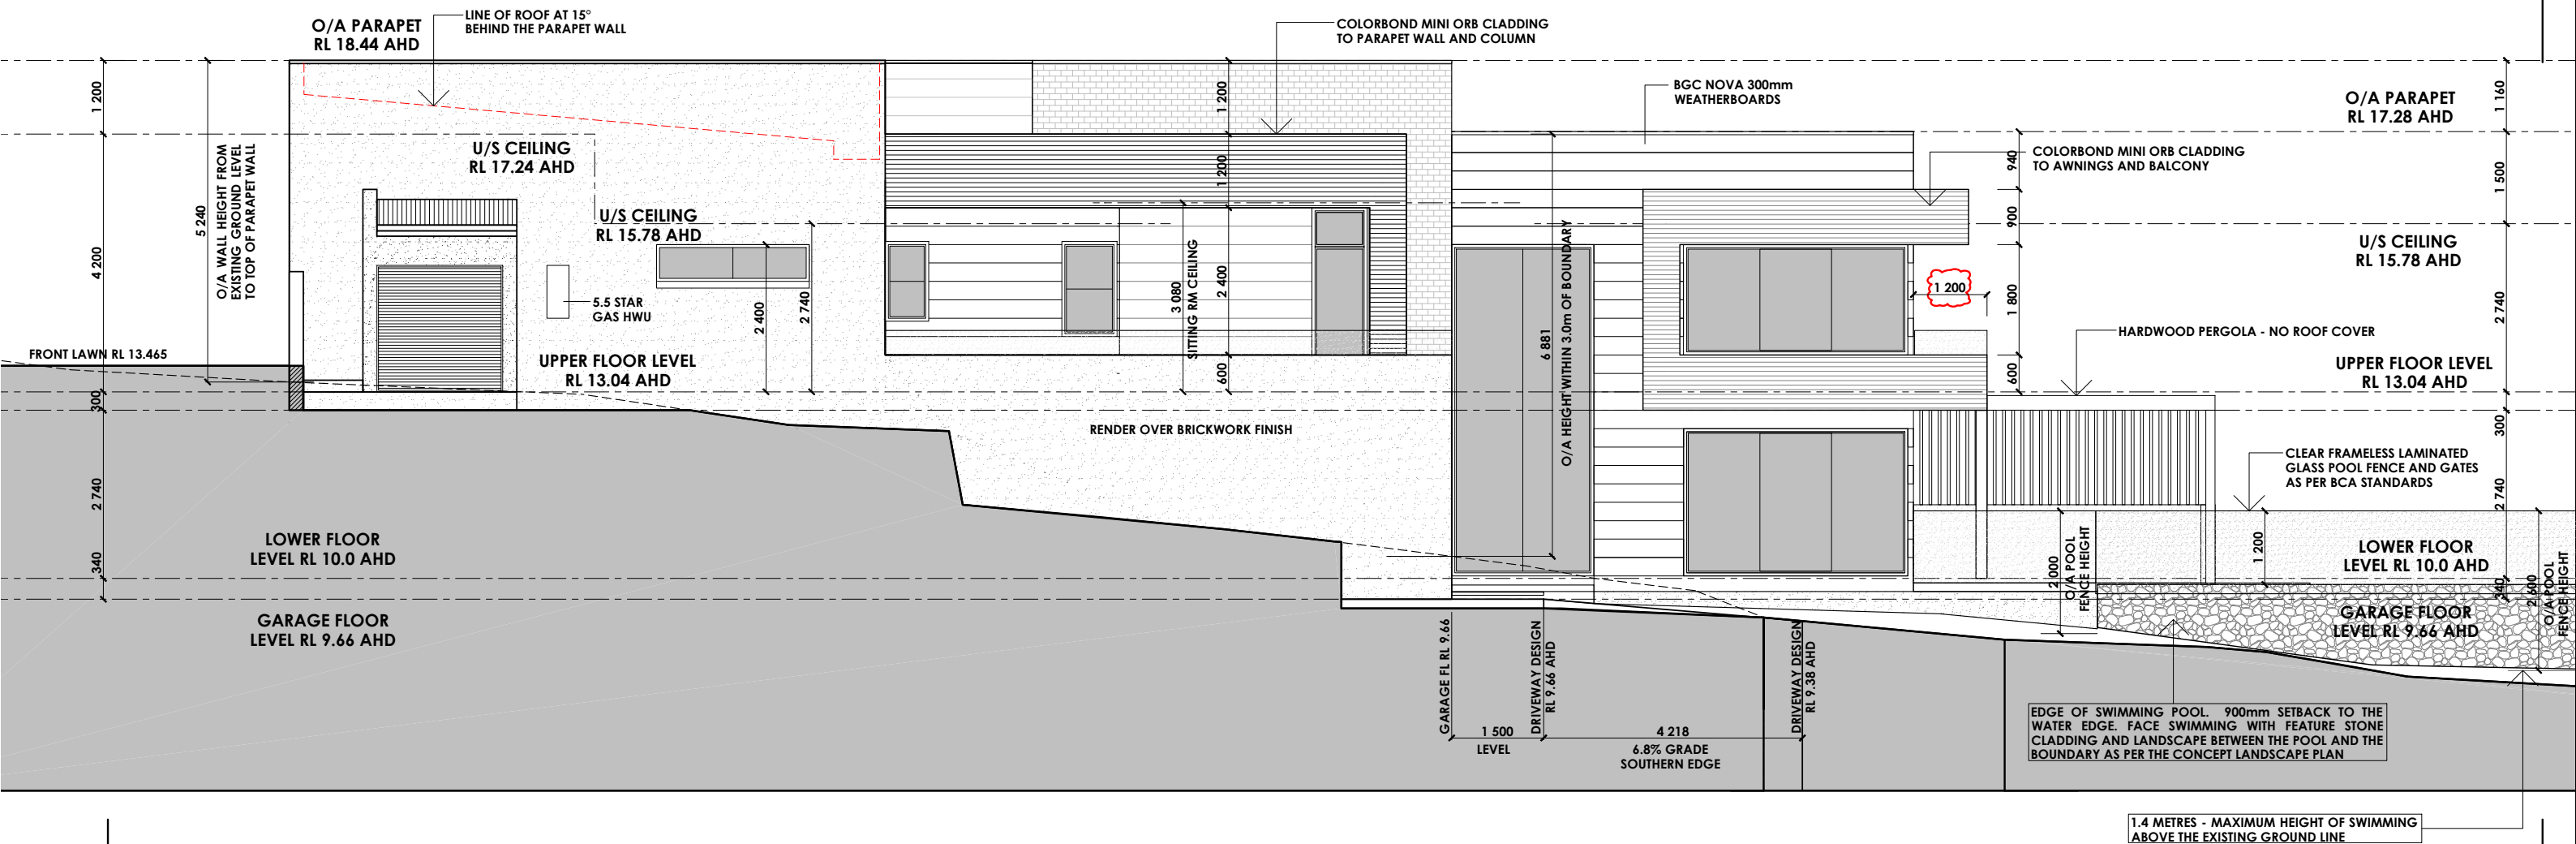 O/A PARAPET
RL 18.44 AHD
LINE OF ROOF AT 15°
BEHIND THE PARAPET WALL
COLORBOND MINI ORB CLADDING
TO PARAPET WALL AND COLUMN
BGC NOVA 300mm
WEATHERBOARDS
O/A PARAPET
RL 17.28 AHD
COLORBOND MINI ORB CLADDING
TO AWNINGS AND BALCONY
1 200
4 200
300
2 740
340
5 240
O/A WALL HEIGHT FROM
EXISTING GROUND LEVEL
TO TOP OF PARAPET WALL
U/S CEILING
RL 17.24 AHD
U/S CEILING
RL 15.78 AHD
5.5 STAR
GAS HWU
2 400
2 740
FRONT LAWN RL 13.465
UPPER FLOOR LEVEL
RL 13.04 AHD
1 200
1 200
2 400
600
3 080
SITTING RM CEILING
6 881
O/A HEIGHT WITHIN 3.0m OF BOUNDARY
940
900
1 800
600
1 200
1 160
1 500
2 740
300
2 740
340
U/S CEILING
RL 15.78 AHD
HARDWOOD PERGOLA - NO ROOF COVER
UPPER FLOOR LEVEL
RL 13.04 AHD
RENDER OVER BRICKWORK FINISH
CLEAR FRAMELESS LAMINATED
GLASS POOL FENCE AND GATES
AS PER BCA STANDARDS
LOWER FLOOR
LEVEL RL 10.0 AHD
GARAGE FLOOR
LEVEL RL 9.66 AHD
2 000
O/A POOL
FENCE HEIGHT
1 200
LOWER FLOOR
LEVEL RL 10.0 AHD
GARAGE FLOOR
LEVEL RL 9.66 AHD
2 600
O/A POOL
FENCE HEIGHT
GARAGE FL RL 9.66
DRIVEWAY DESIGN
RL 9.66 AHD
DRIVEWAY DESIGN
RL 9.38 AHD
1 500
LEVEL
4 218
6.8% GRADE
SOUTHERN EDGE
EDGE OF SWIMMING POOL. 900mm SETBACK TO THE
WATER EDGE. FACE SWIMMING WITH FEATURE STONE
CLADDING AND LANDSCAPE BETWEEN THE POOL AND THE
BOUNDARY AS PER THE CONCEPT LANDSCAPE PLAN
1.4 METRES - MAXIMUM HEIGHT OF SWIMMING
ABOVE THE EXISTING GROUND LINE